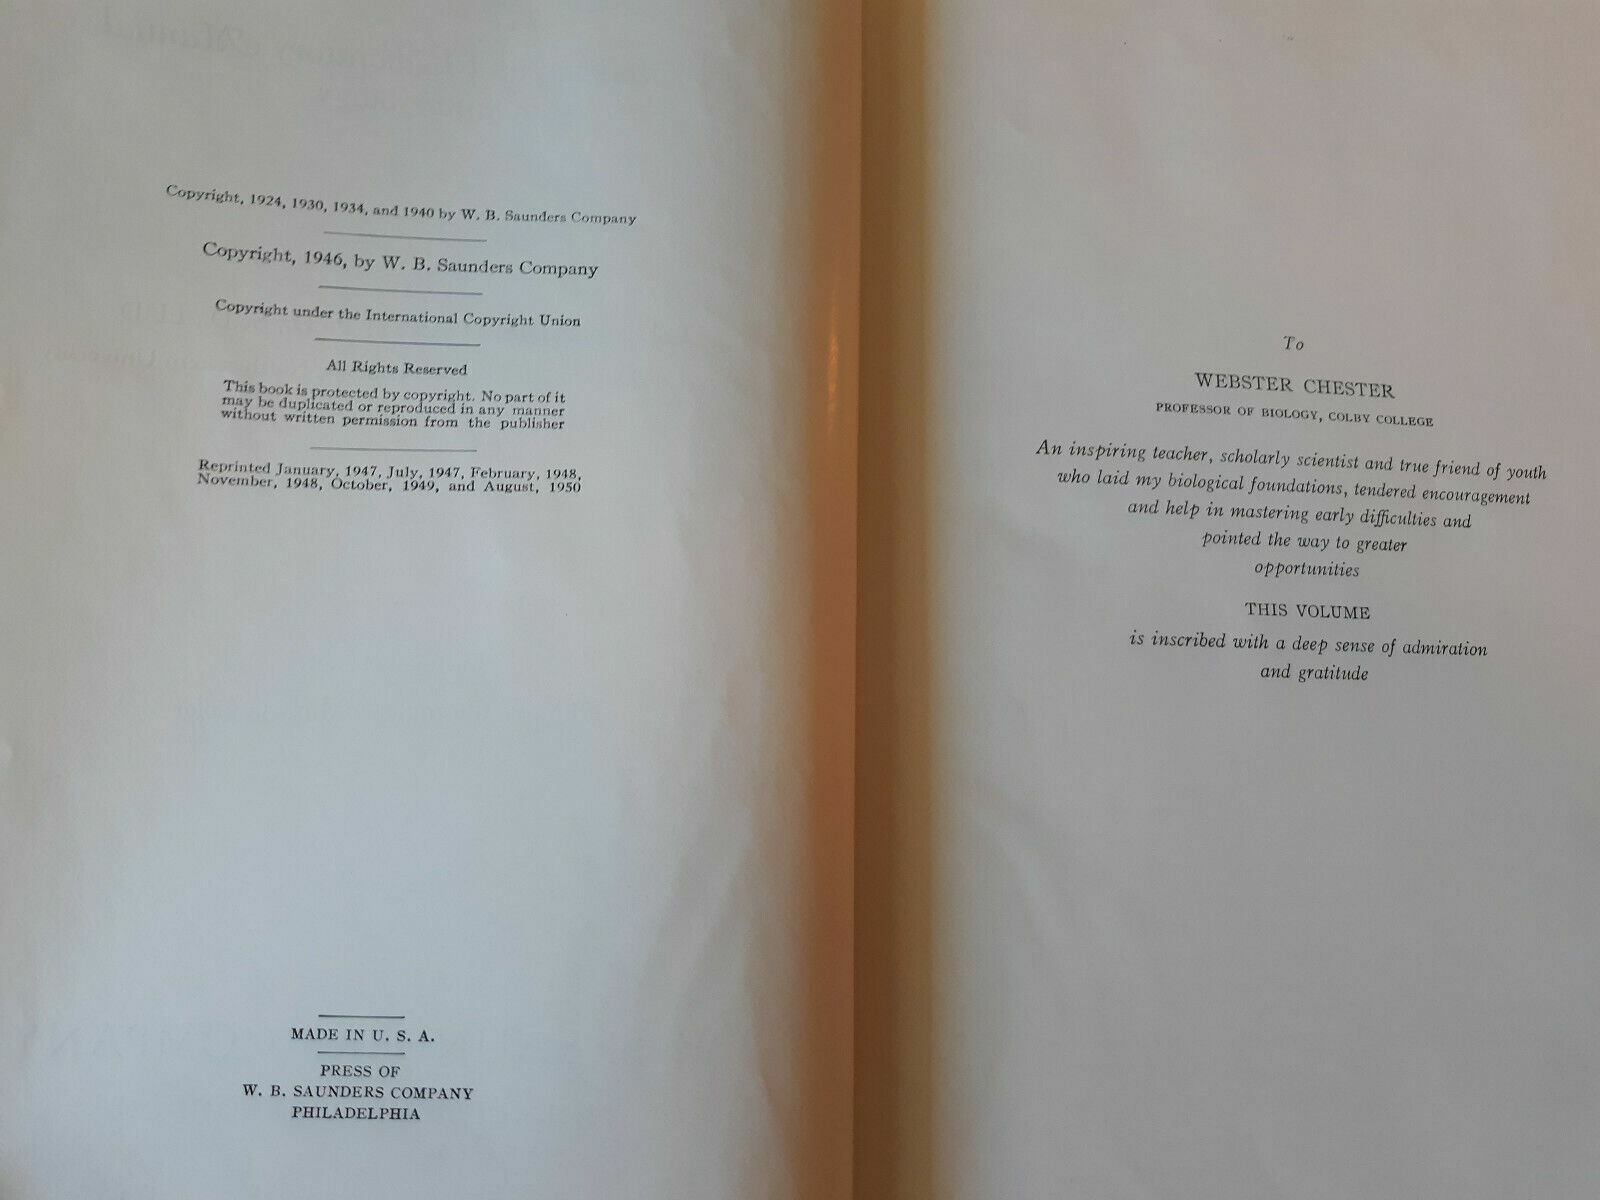 Copyright, 1924, 1930, 1934, and 1940 by W. B. Saunders Company
Copyright, 1946, by W. B. Saunders Company
Copyright under the International Copyright Union
All Rights Reserved
This book is protected by copyright. No part of it
may be duplicated or reproduced in any manner
without written permission from the publisher
Reprinted January, 1947, July, 1947, February, 1948,
November, 1948, October, 1949, and August, 1950
MADE IN U. S. A.
PRESS OF
W. B. SAUNDERS COMPANY
PHILADELPHIA
To
WEBSTER CHESTER
PROFESSOR OF BIOLOGY, COLBY COLLEGE
An inspiring teacher, scholarly scientist and true friend of youth
who laid my biological foundations, tendered encouragement
and help in mastering early difficulties and
pointed the way to greater
opportunities
THIS VOLUME
is inscribed with a deep sense of admiration
and gratitude